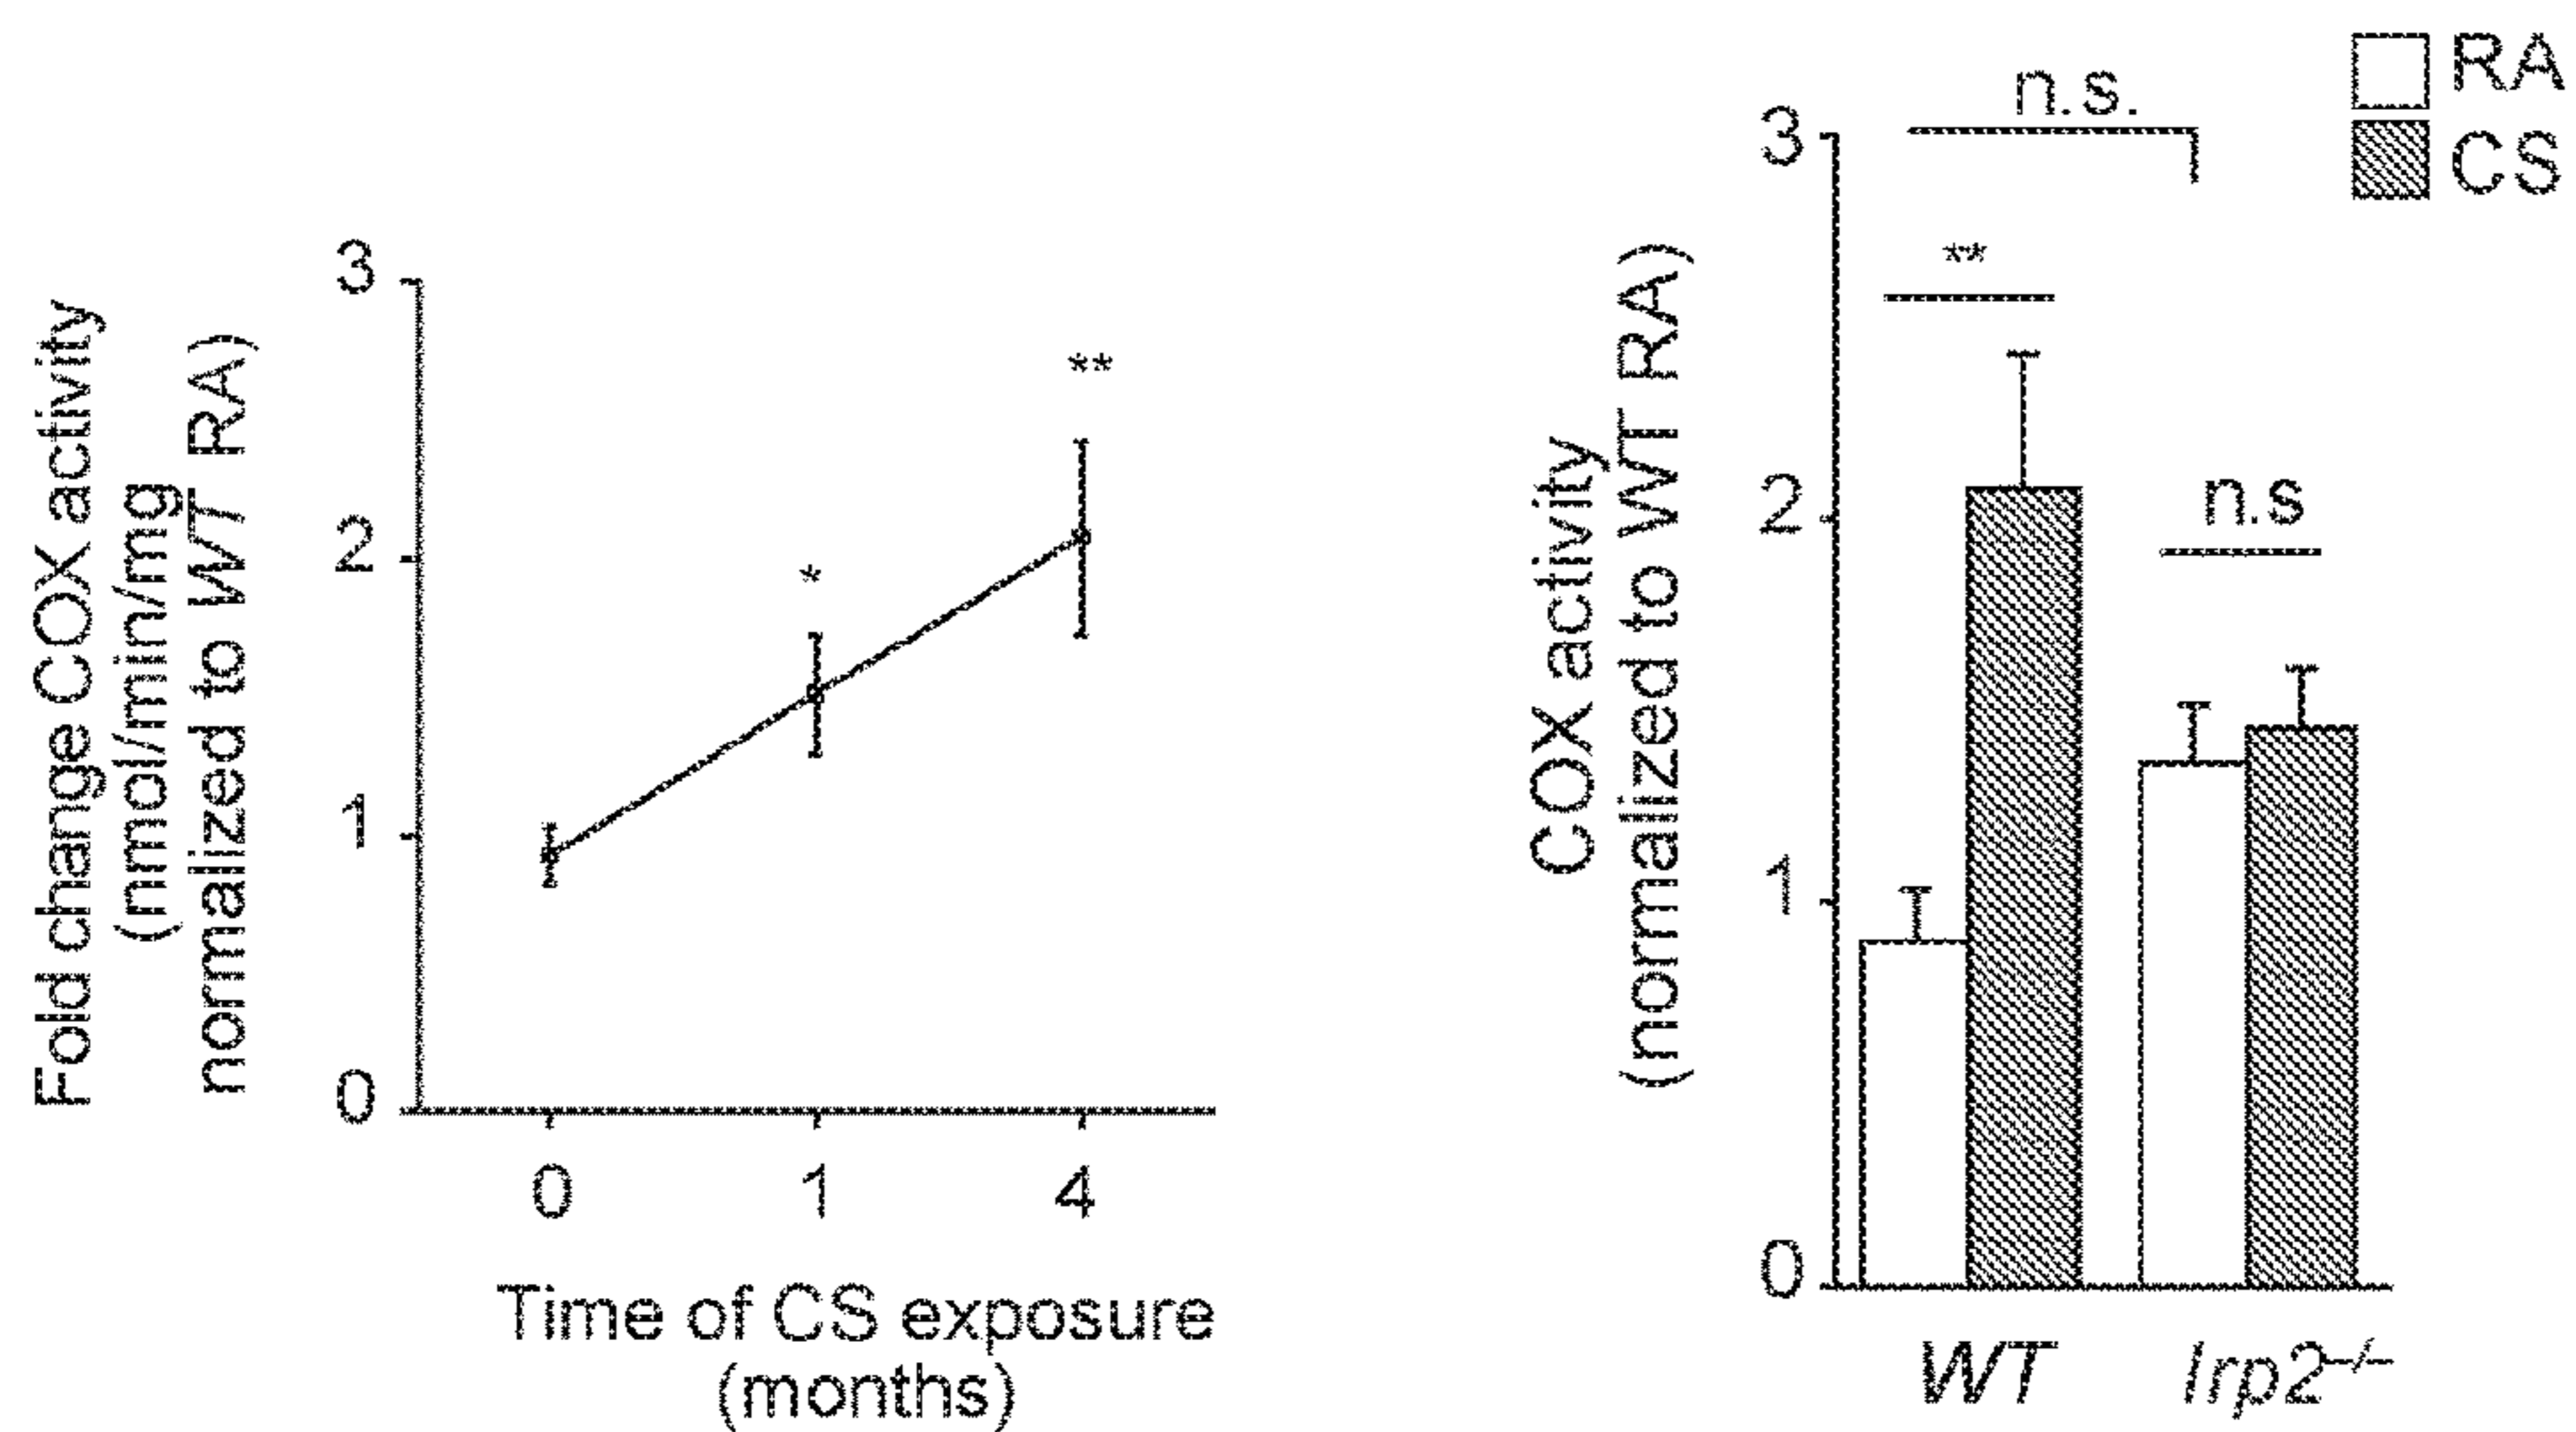 Fold change COX activity
(nmol/min/mg
normalized to WT RA)
3
2
1
0
*
**
0 1 4
Time of CS exposure
(months)
COX activity
(normalized to WT RA)
3
2
1
0
n.s.
**
n.s
RA
CS
WT Irp2-/-